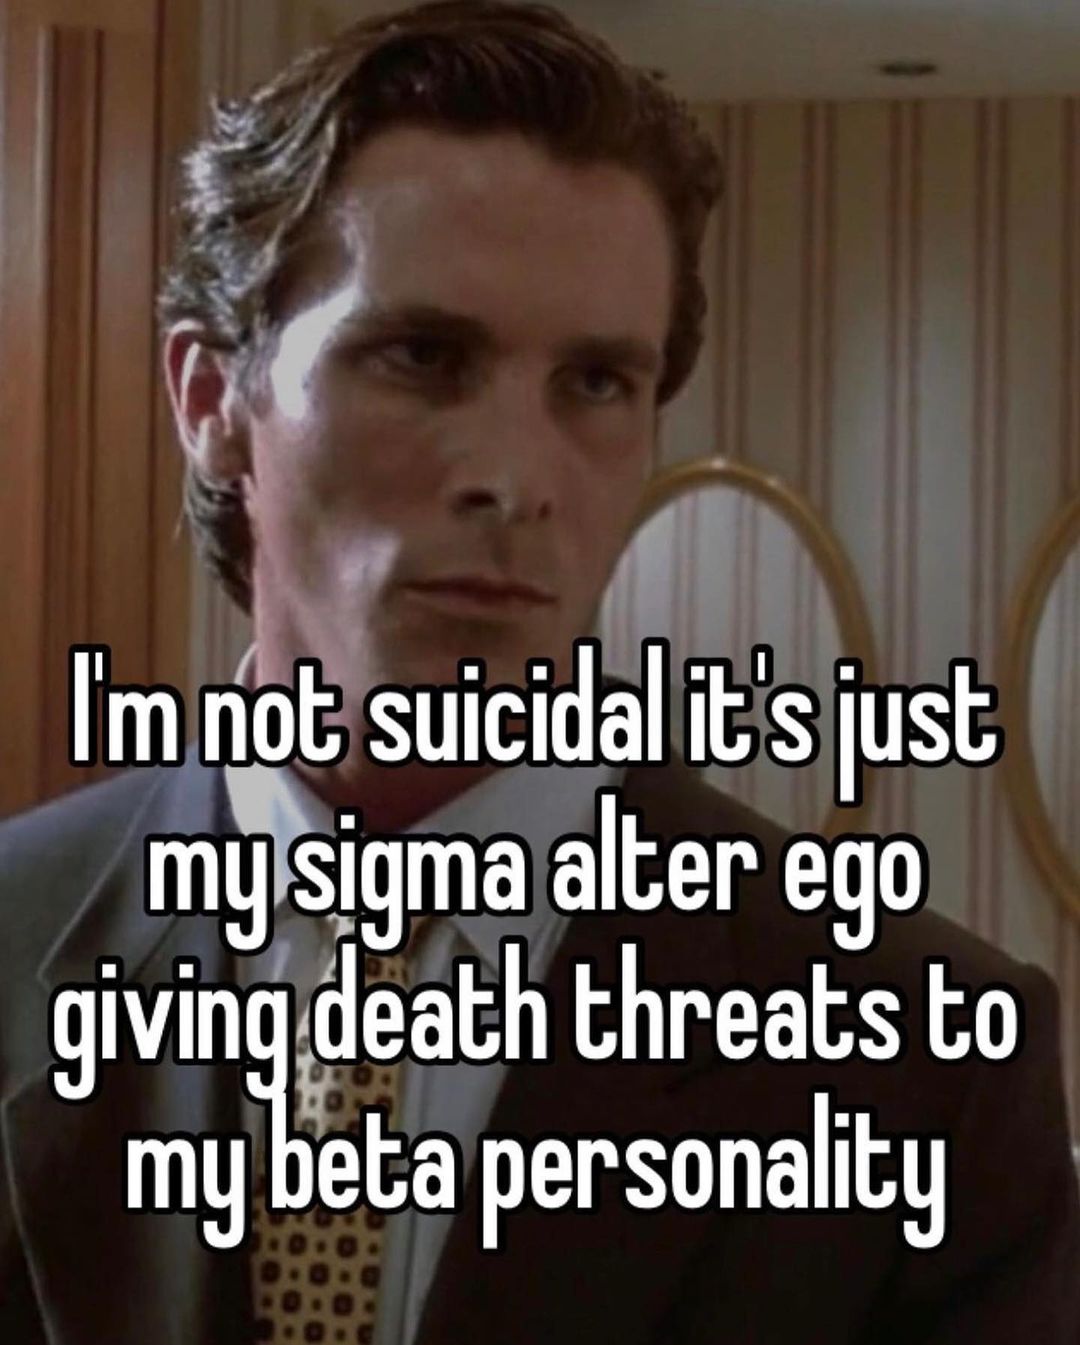 I'm not suicidal it's just
my sigma alter ego
giving death threats to
my beta personality